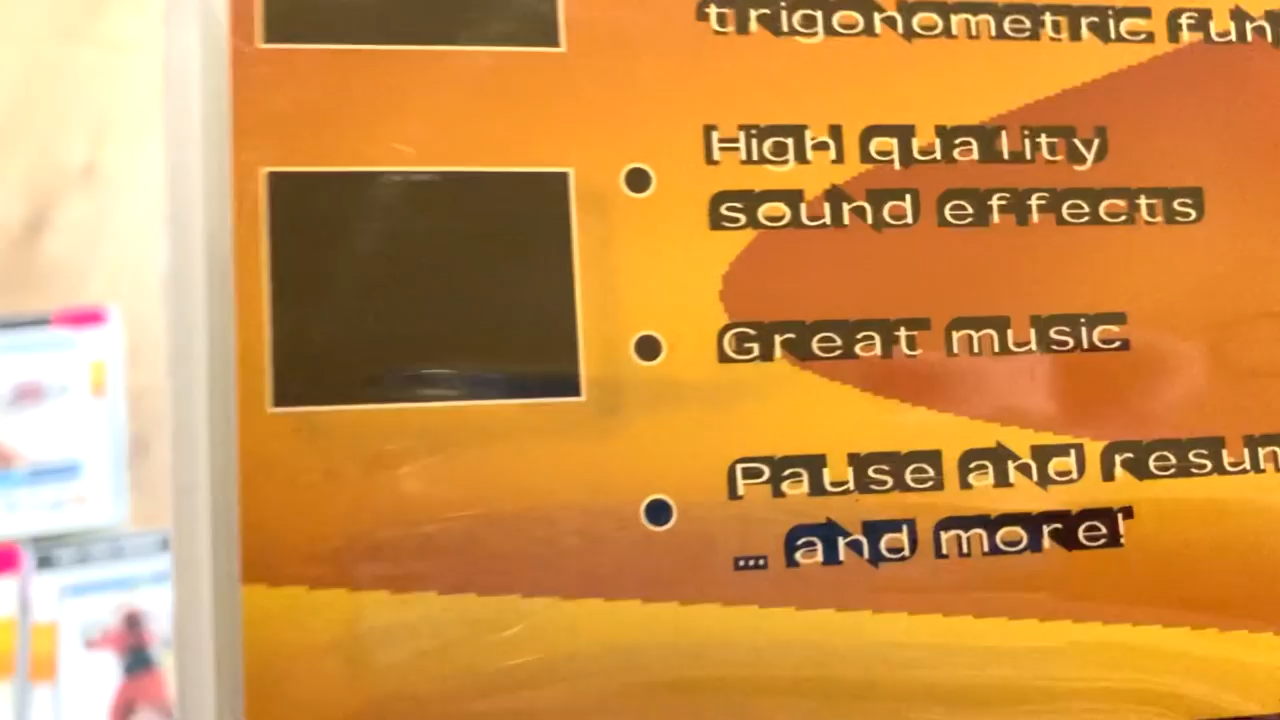 trigonometric fun
High quality
sound effects
Great music
Pause and resum
... and more!